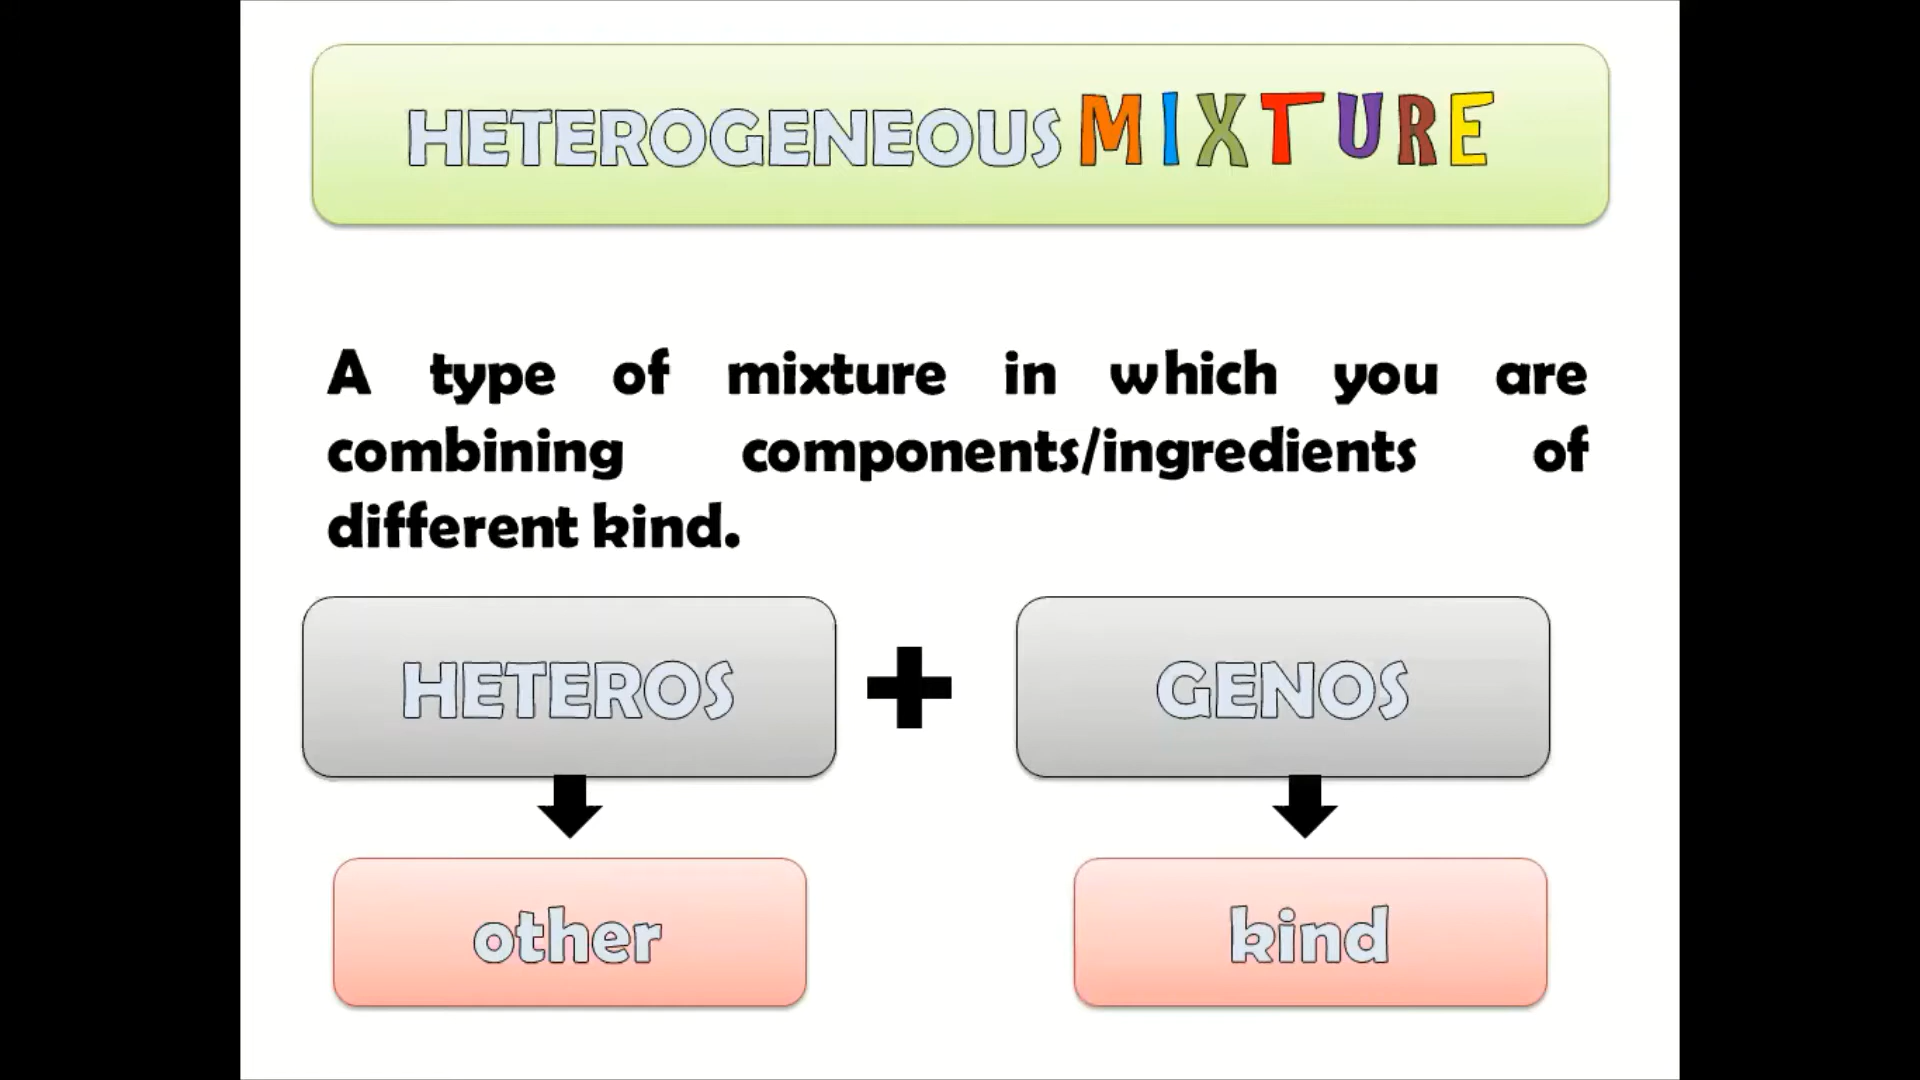 HETEROGENEOUS MIXTURE
A type of mixture in which you are
combining components/ingredients of
different kind.
HETEROS + GENOS
other kind